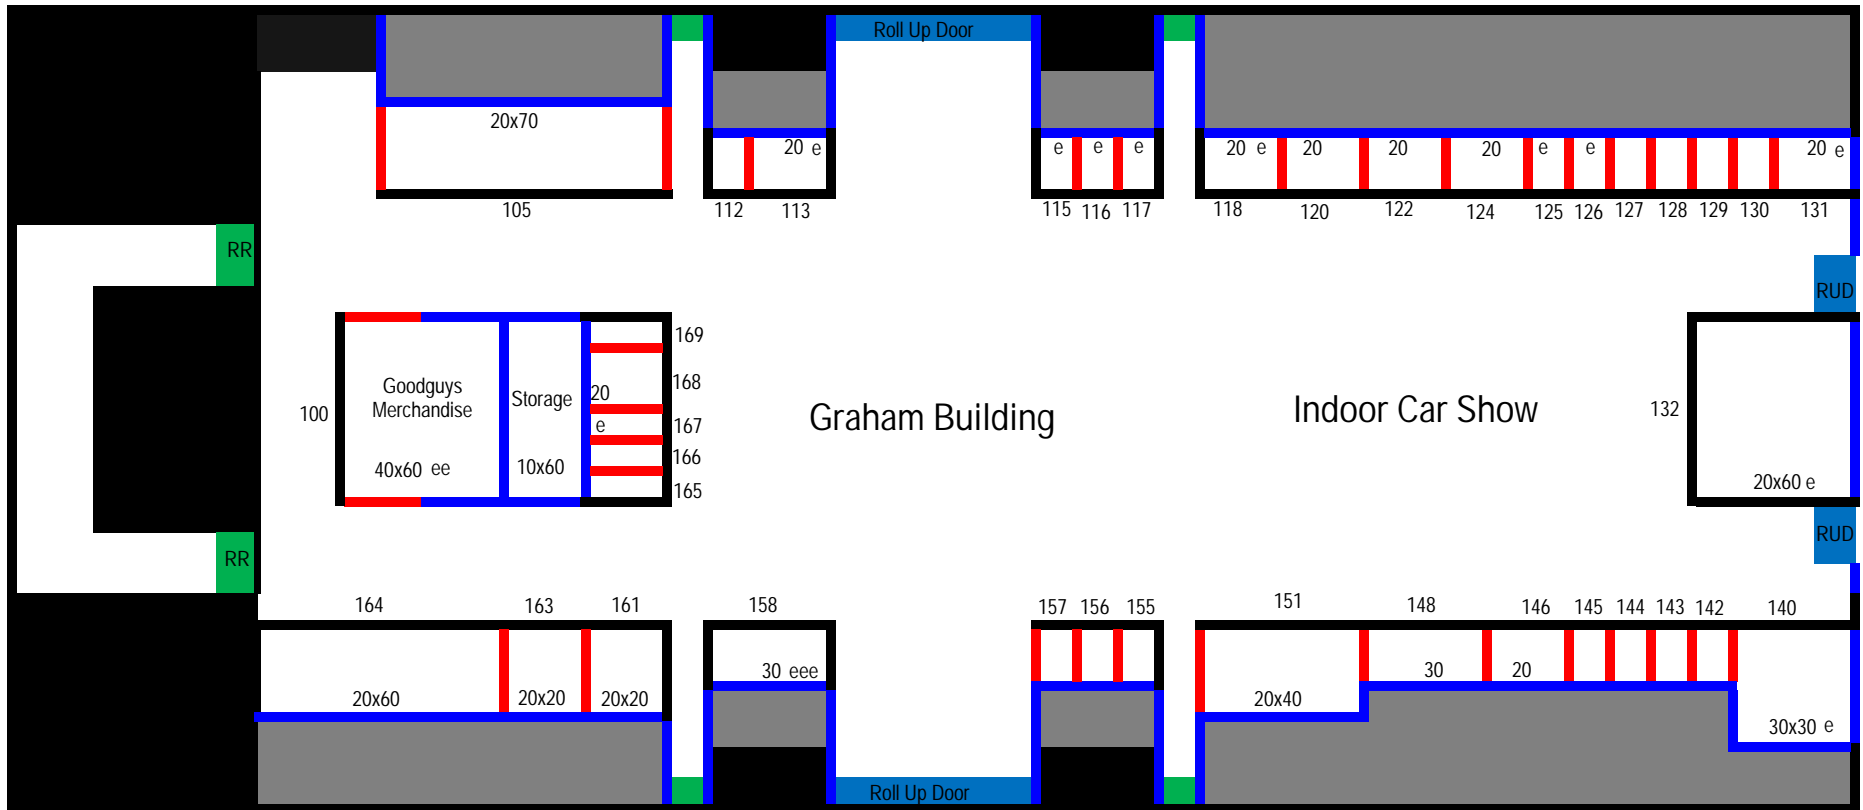 Roll Up Door
20x70
20 e
e e e
20 e 20 20 20 e e 20 e
105 112 113 115 116 117 118 120 122 124 125 126 127 128 129 130 131
RR
RUD
169
Goodguys
Merchandise
Storage
20
168
100
Graham Building
Indoor Car Show
132
e
167
40x60 ee
10x60
166
165
20x60 e
RUD
RR
164 163 161 158 157 156 155 151 148 146 145 144 143 142 140
20x60 20x20 20x20 30 eee 20x40 30 20 30x30 e
Roll Up Door